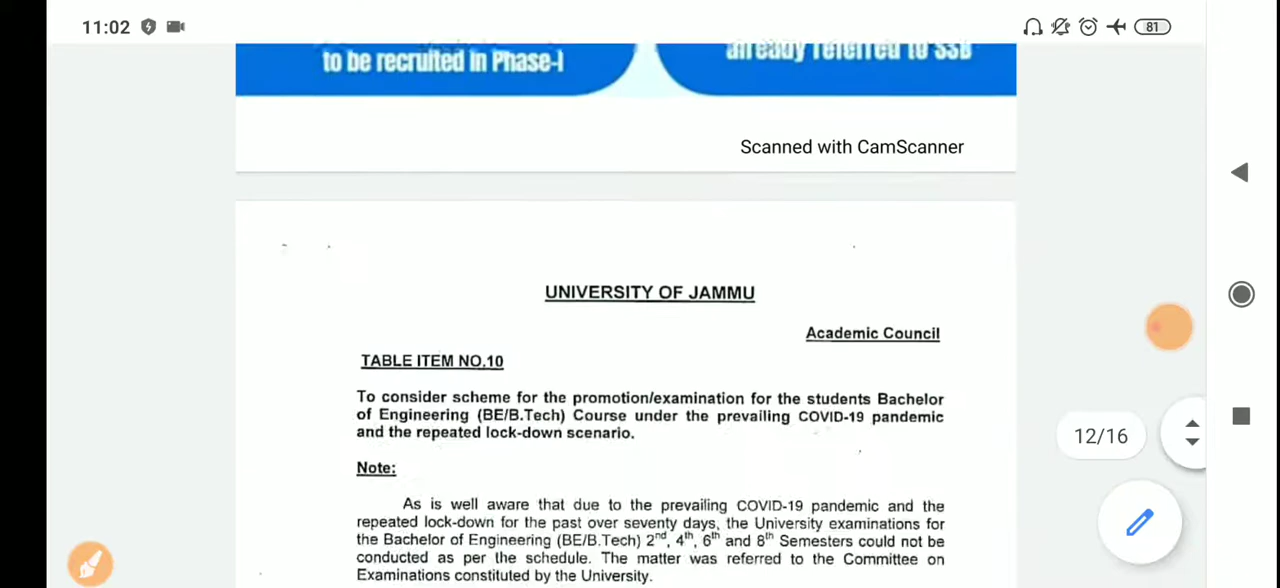 11:02
81
to be recruited in Phase-I
already referred to SSB
Scanned with CamScanner
UNIVERSITY OF JAMMU
Academic Council
TABLE ITEM NO.10
To consider scheme for the promotion/examination for the students Bachelor
of Engineering (BE/B.Tech) Course under the prevailing COVID-19 pandemic
and the repeated lock-down scenario.
12/16
Note:
As is well aware that due to the prevailing COVID-19 pandemic and the
repeated lock-down for the past over seventy days, the University examinations for
the Bachelor of Engineering (BE/B.Tech) 2nd, 4th, 6th and 8th Semesters could not be
conducted as per the schedule. The matter was referred to the Committee on
Examinations constituted by the University.